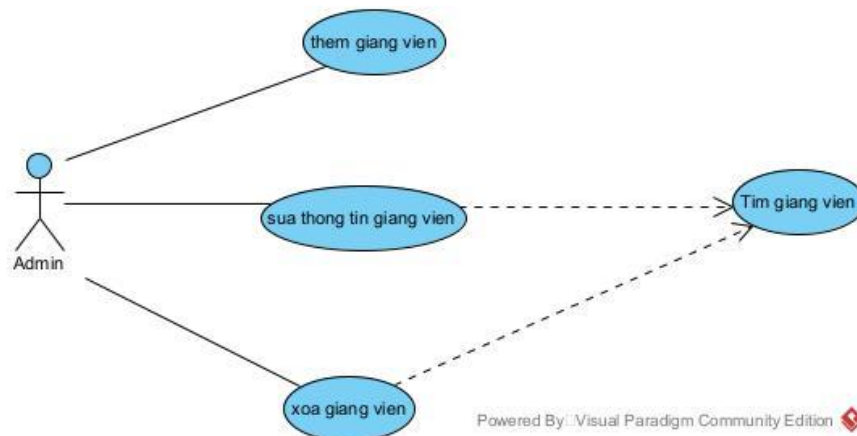 them giang vien
sua thong tin giang vien
Tim giang vien
Admin
xoa giang vien
Powered By Visual Paradigm Community Edition